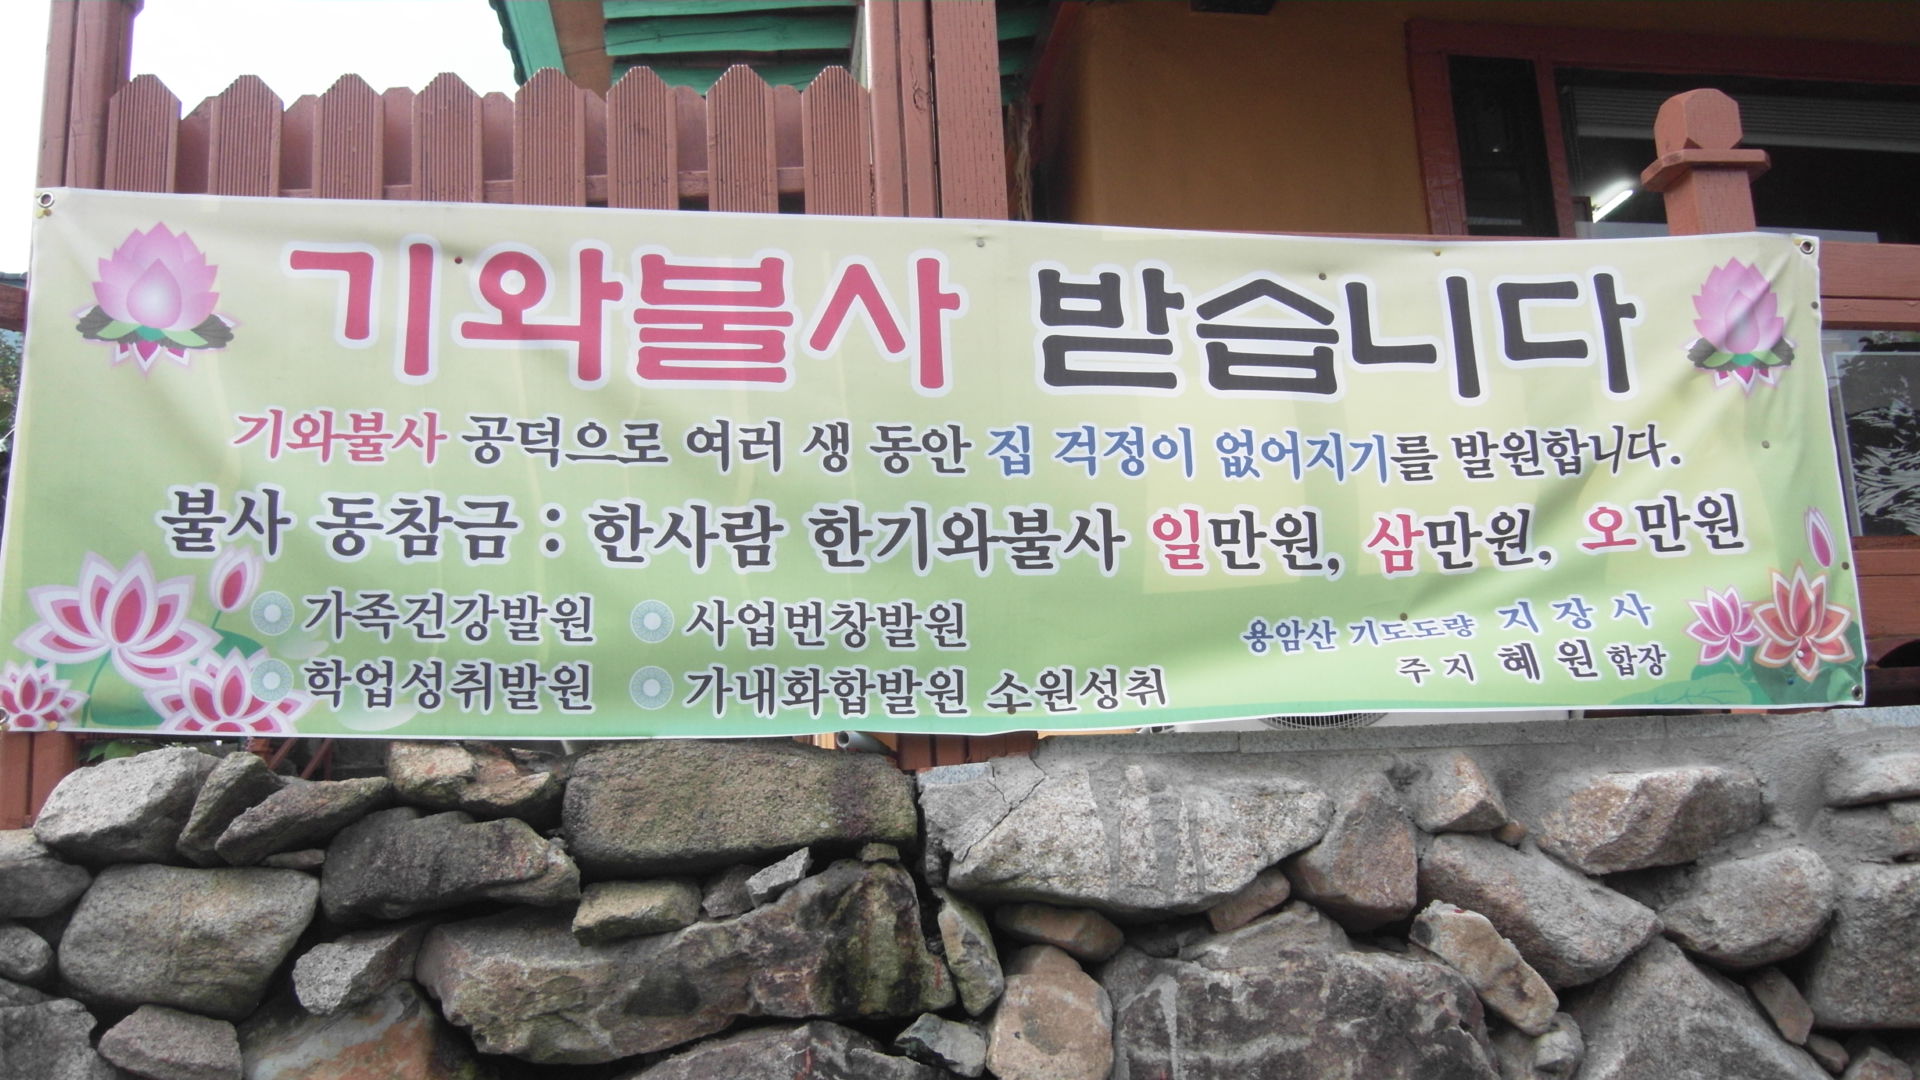 기와불사 받습니다
기와불사 공덕으로 여러 생 동안 집 걱정이 없어지기를 발원합니다.
불사 동참금 : 한사람 한기와불사 일만원, 삼만원, 오만원
가족건강발원 사업번창발원
학업성취발원 가내화합발원 소원성취
용암산 기도도량 지장사
주지 혜원 합장